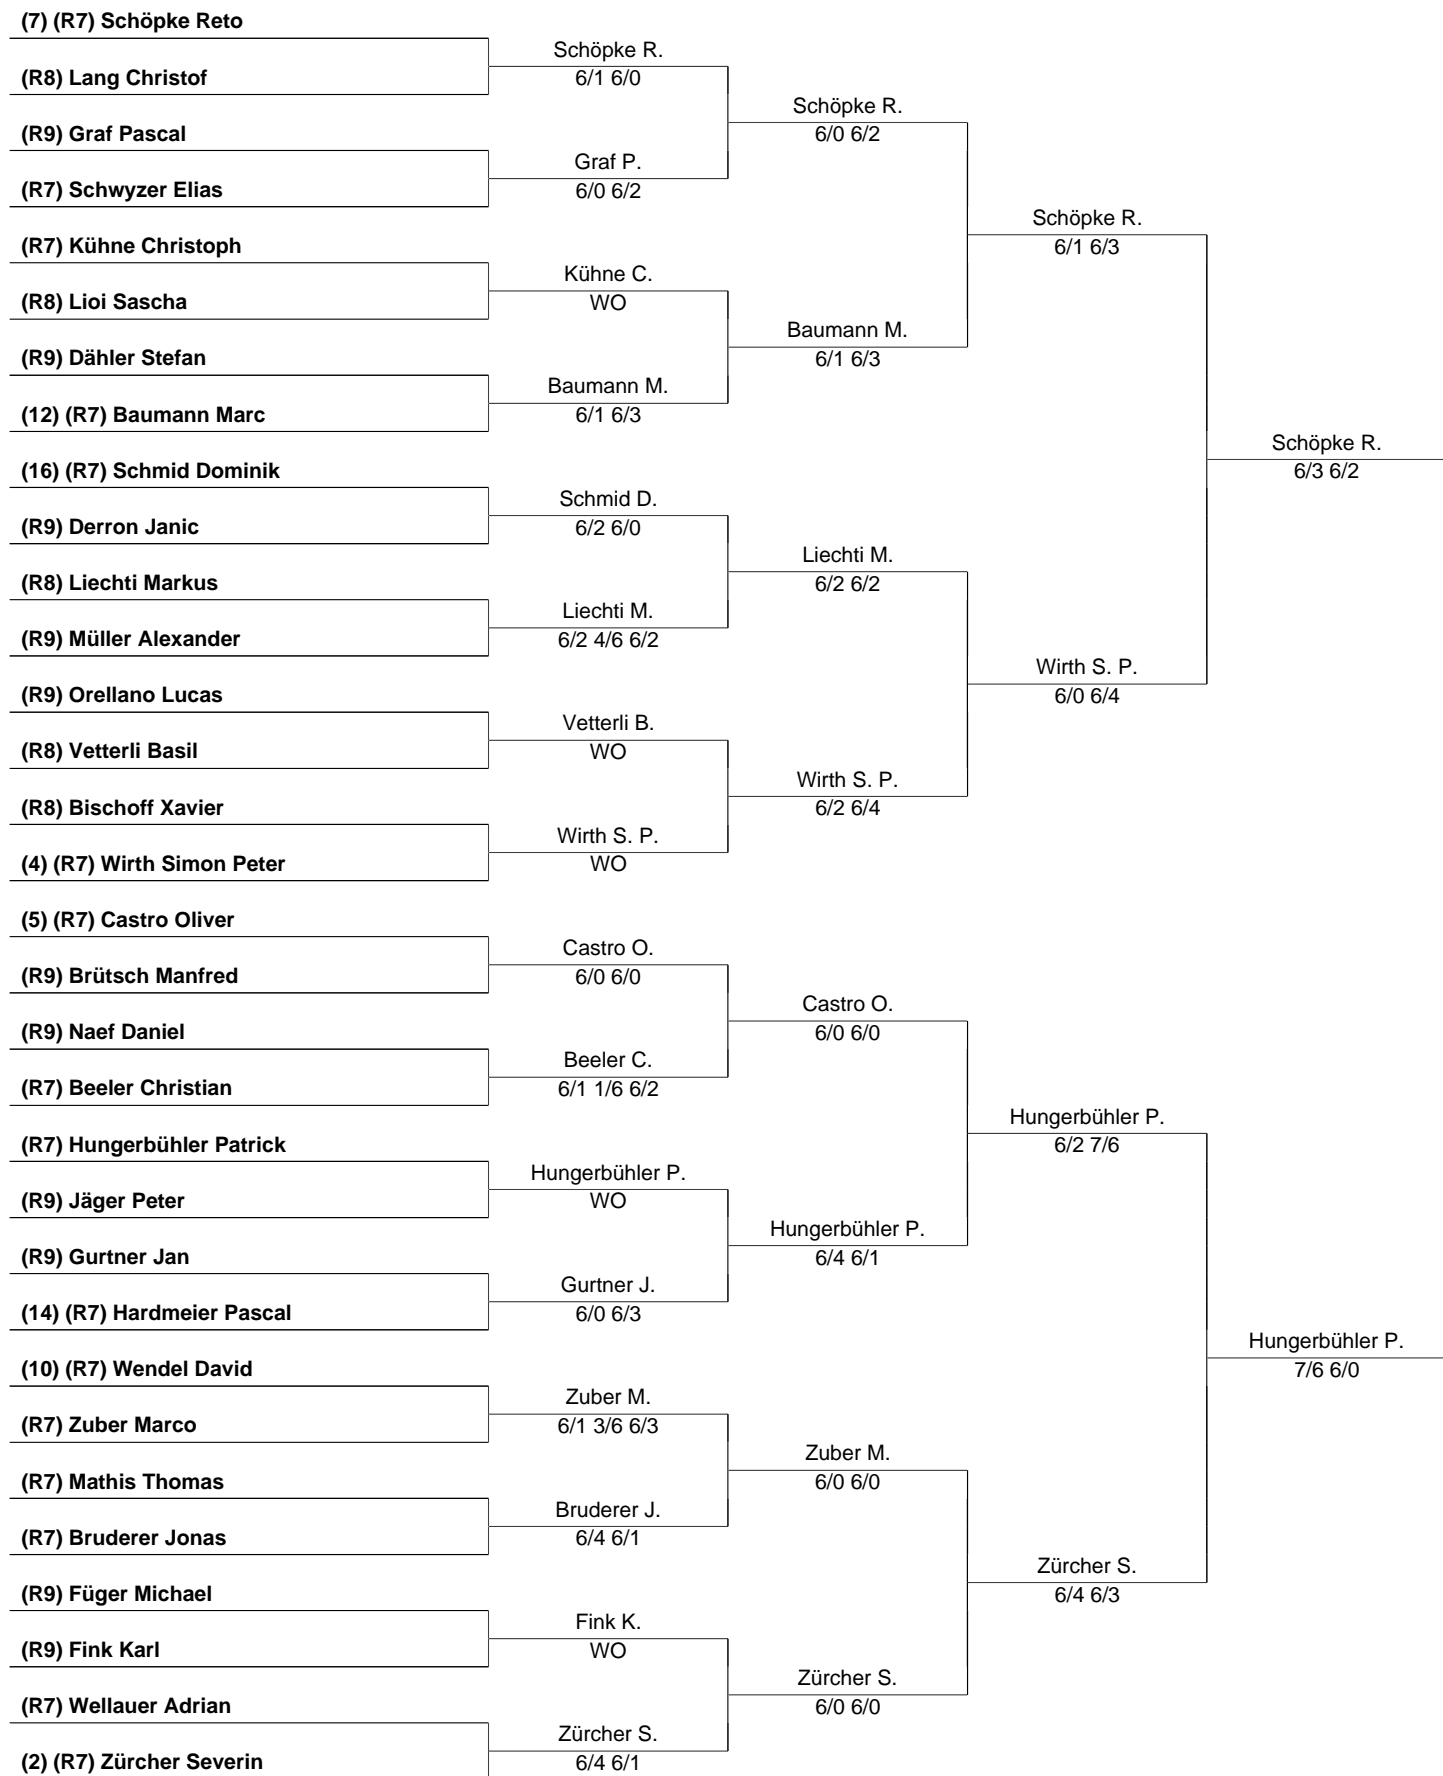 (7) (R7) Schöpke Reto
Schöpke R.
(R8) Lang Christof
6/1 6/0
Schöpke R.
(R9) Graf Pascal
6/0 6/2
Graf P.
(R7) Schwyzer Elias
6/0 6/2
Schöpke R.
(R7) Kühne Christoph
6/1 6/3
Kühne C.
(R8) Lioi Sascha
WO
Baumann M.
(R9) Dähler Stefan
6/1 6/3
Baumann M.
(12) (R7) Baumann Marc
6/1 6/3
Schöpke R.
(16) (R7) Schmid Dominik
6/3 6/2
Schmid D.
(R9) Derron Janic
6/2 6/0
Liechti M.
(R8) Liechti Markus
6/2 6/2
Liechti M.
(R9) Müller Alexander
6/2 4/6 6/2
Wirth S. P.
(R9) Orellano Lucas
6/0 6/4
Vetterli B.
(R8) Vetterli Basil
WO
Wirth S. P.
(R8) Bischoff Xavier
6/2 6/4
Wirth S. P.
(4) (R7) Wirth Simon Peter
WO
(5) (R7) Castro Oliver
Castro O.
(R9) Brütsch Manfred
6/0 6/0
Castro O.
(R9) Naef Daniel
6/0 6/0
Beeler C.
(R7) Beeler Christian
6/1 1/6 6/2
Hungerbühler P.
(R7) Hungerbühler Patrick
6/2 7/6
Hungerbühler P.
(R9) Jäger Peter
WO
Hungerbühler P.
(R9) Gurtner Jan
6/4 6/1
Gurtner J.
(14) (R7) Hardmeier Pascal
6/0 6/3
Hungerbühler P.
(10) (R7) Wendel David
7/6 6/0
Zuber M.
(R7) Zuber Marco
6/1 3/6 6/3
Zuber M.
(R7) Mathis Thomas
6/0 6/0
Bruderer J.
(R7) Bruderer Jonas
6/4 6/1
Zürcher S.
(R9) Füger Michael
6/4 6/3
Fink K.
(R9) Fink Karl
WO
Zürcher S.
(R7) Wellauer Adrian
6/0 6/0
Zürcher S.
(2) (R7) Zürcher Severin
6/4 6/1